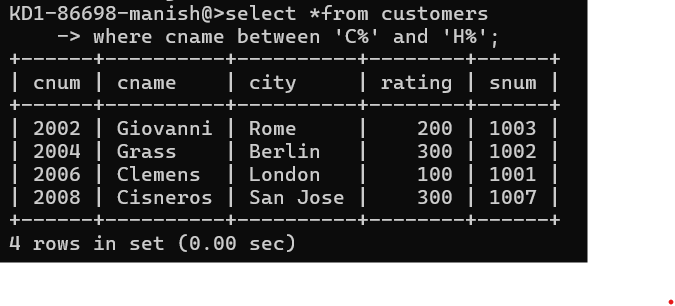 KD1-86698-manish@>select *from customers
    -> where cname between 'C%' and 'H%';
+------+----------+----------+--------+------+
| cnum | cname    | city     | rating | snum |
+------+----------+----------+--------+------+
| 2002 | Giovanni | Rome     |    200 | 1003 |
| 2004 | Grass    | Berlin   |    300 | 1002 |
| 2006 | Clemens  | London   |    100 | 1001 |
| 2008 | Cisneros | San Jose |    300 | 1007 |
+------+----------+----------+--------+------+
4 rows in set (0.00 sec)